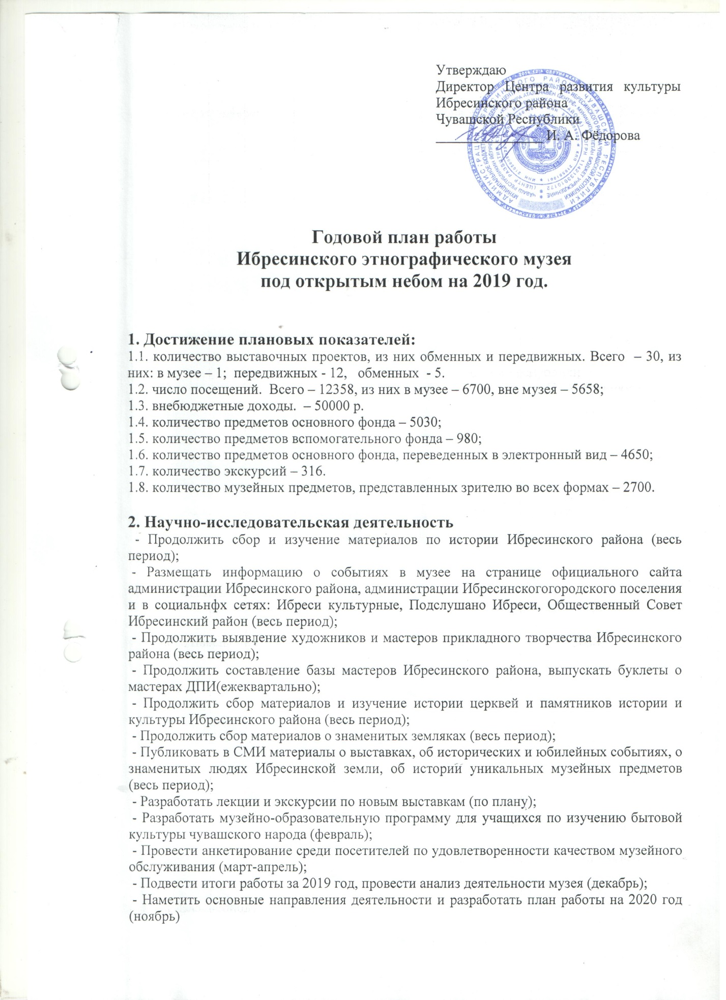 Утверждаю
Директор Центра развития культуры
Ибресинского района
Чувашской Республики
_______________ И. А. Фёдорова
Годовой план работы
Ибресинского этнографического музея
под открытым небом на 2019 год.
1. Достижение плановых показателей:
1.1. количество выставочных проектов, из них обменных и передвижных. Всего – 30, из
них: в музее – 1; передвижных - 12, обменных - 5.
1.2. число посещений. Всего – 12358, из них в музее – 6700, вне музея – 5658;
1.3. внебюджетные доходы. – 50000 р.
1.4. количество предметов основного фонда – 5030;
1.5. количество предметов вспомогательного фонда – 980;
1.6. количество предметов основного фонда, переведенных в электронный вид – 4650;
1.7. количество экскурсий – 316.
1.8. количество музейных предметов, представленных зрителю во всех формах – 2700.
2. Научно-исследовательская деятельность
- Продолжить сбор и изучение материалов по истории Ибресинского района (весь
период);
- Размещать информацию о событиях в музее на странице официального сайта
администрации Ибресинского района, администрации Ибресинскогогородского поселения
и в социальнфх сетях: Ибреси культурные, Подслушано Ибреси, Общественный Совет
Ибресинский район (весь период);
- Продолжить выявление художников и мастеров прикладного творчества Ибресинского
района (весь период);
- Продолжить составление базы мастеров Ибресинского района, выпускать буклеты о
мастерах ДПИ(ежеквартально);
- Продолжить сбор материалов и изучение истории церквей и памятников истории и
культуры Ибресинского района (весь период);
- Продолжить сбор материалов о знаменитых земляках (весь период);
- Публиковать в СМИ материалы о выставках, об исторических и юбилейных событиях, о
знаменитых людях Ибресинской земли, об истории уникальных музейных предметов
(весь период);
- Разработать лекции и экскурсии по новым выставкам (по плану);
- Разработать музейно-образовательную программу для учащихся по изучению бытовой
культуры чувашского народа (февраль);
- Провести анкетирование среди посетителей по удовлетворенности качеством музейного
обслуживания (март-апрель);
- Подвести итоги работы за 2019 год, провести анализ деятельности музея (декабрь);
- Наметить основные направления деятельности и разработать план работы на 2020 год
(ноябрь)